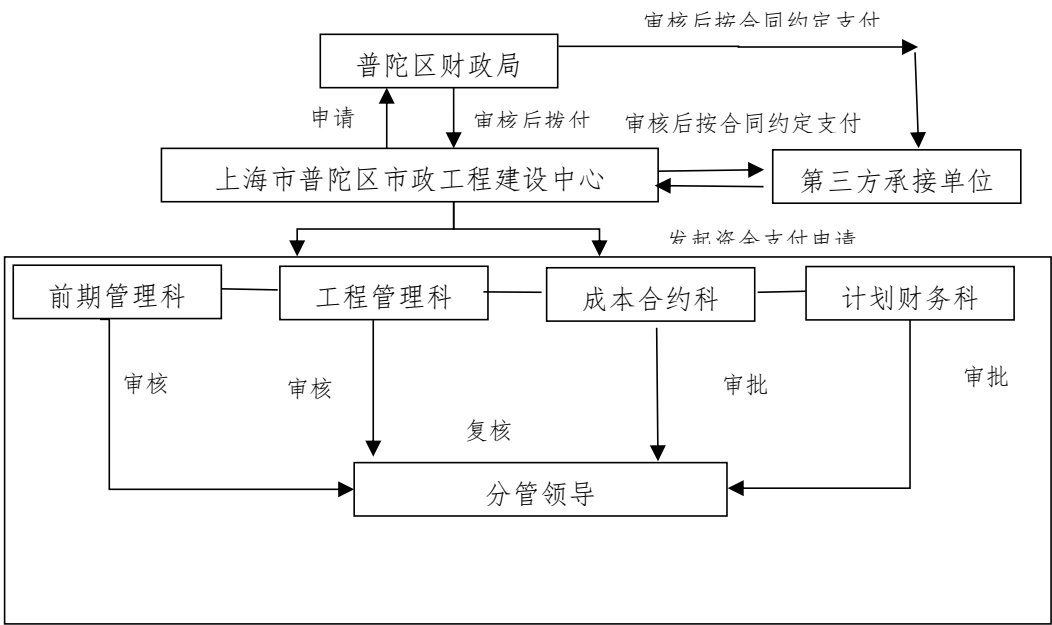 审核后按合同约定支付
普陀区财政局
申请
审核后拨付
审核后按合同约定支付
上海市普陀区市政工程建设中心
第三方承接单位
发起资金支付申请
前期管理科
工程管理科
成本合约科
计划财务科
审核
审核
审批
审批
复核
分管领导